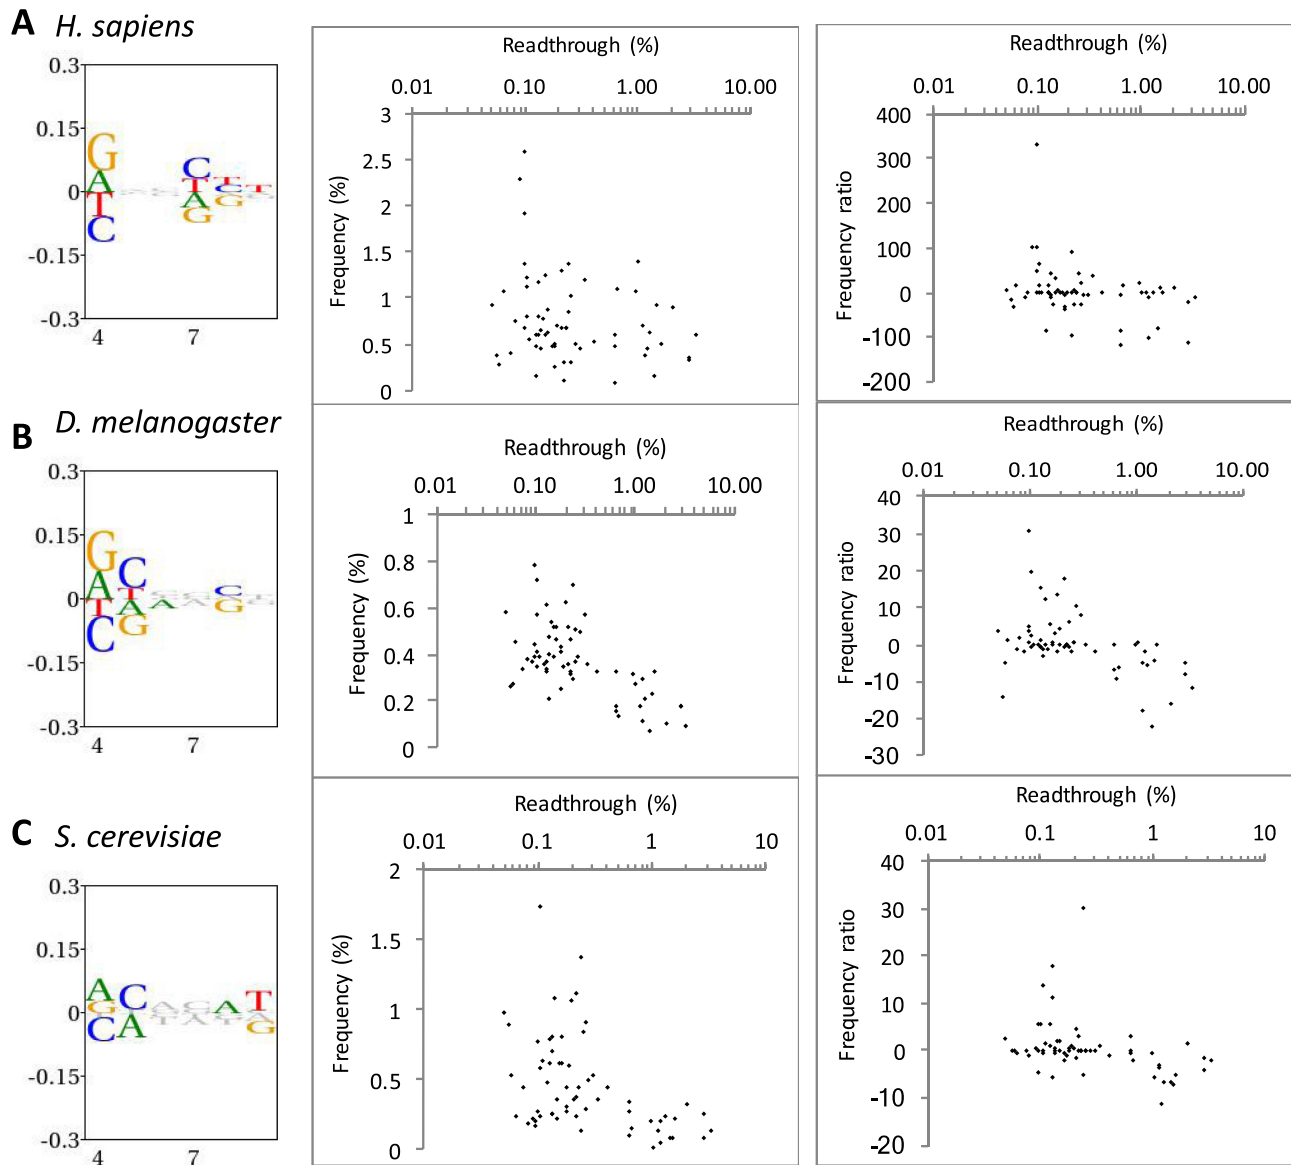 A H. sapiens
0.3
0.15
0
-0.15
-0.3
4 7
G
A
T
C
C
T
A
G
T
C
G
T
Readthrough (%)
0.01 0.10 1.00 10.00
3
2.5
2
1.5
1
0.5
0
Frequency (%)
Readthrough (%)
0.01 0.10 1.00 10.00
400
300
200
100
0
-100
-200
Frequency ratio
B D. melanogaster
0.3
0.15
0
-0.15
-0.3
4 7
G
A
T
C
C
T
A
G
A
C
G
Readthrough (%)
0.01 0.10 1.00 10.00
1
0.8
0.6
0.4
0.2
0
Frequency (%)
Readthrough (%)
0.01 0.10 1.00 10.00
40
30
20
10
0
-10
-20
-30
Frequency ratio
C S. cerevisiae
0.3
0.15
0
-0.15
-0.3
4 7
A
G
C
C
A
A
C
A
T
G
Readthrough (%)
0.01 0.1 1 10
2
1.5
1
0.5
0
Frequency (%)
Readthrough (%)
0.01 0.1 1 10
40
30
20
10
0
-10
-20
Frequency ratio